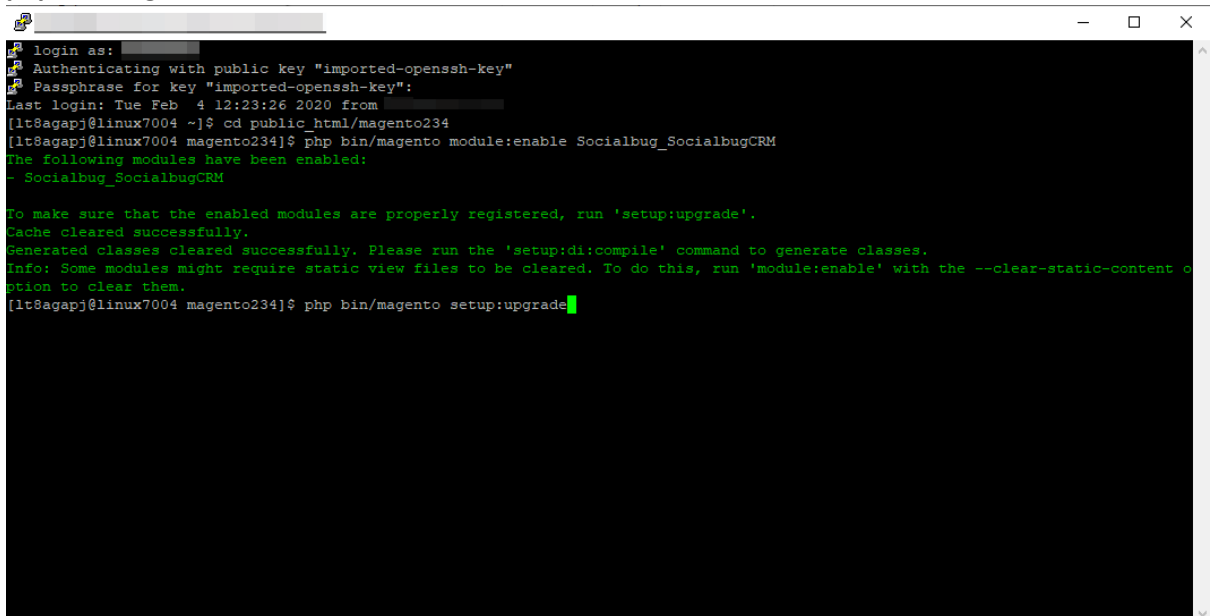 login as:
Authenticating with public key "imported-openssh-key"
Passphrase for key "imported-openssh-key":
Last login: Tue Feb  4 12:23:26 2020 from
[lt8agapj@linux7004 ~]$ cd public_html/magento234
[lt8agapj@linux7004 magento234]$ php bin/magento module:enable Socialbug_SocialbugCRM
The following modules have been enabled:
- Socialbug_SocialbugCRM
To make sure that the enabled modules are properly registered, run 'setup:upgrade'.
Cache cleared successfully.
Generated classes cleared successfully. Please run the 'setup:di:compile' command to generate classes.
Info: Some modules might require static view files to be cleared. To do this, run 'module:enable' with the --clear-static-content o
ption to clear them.
[lt8agapj@linux7004 magento234]$ php bin/magento setup:upgrade